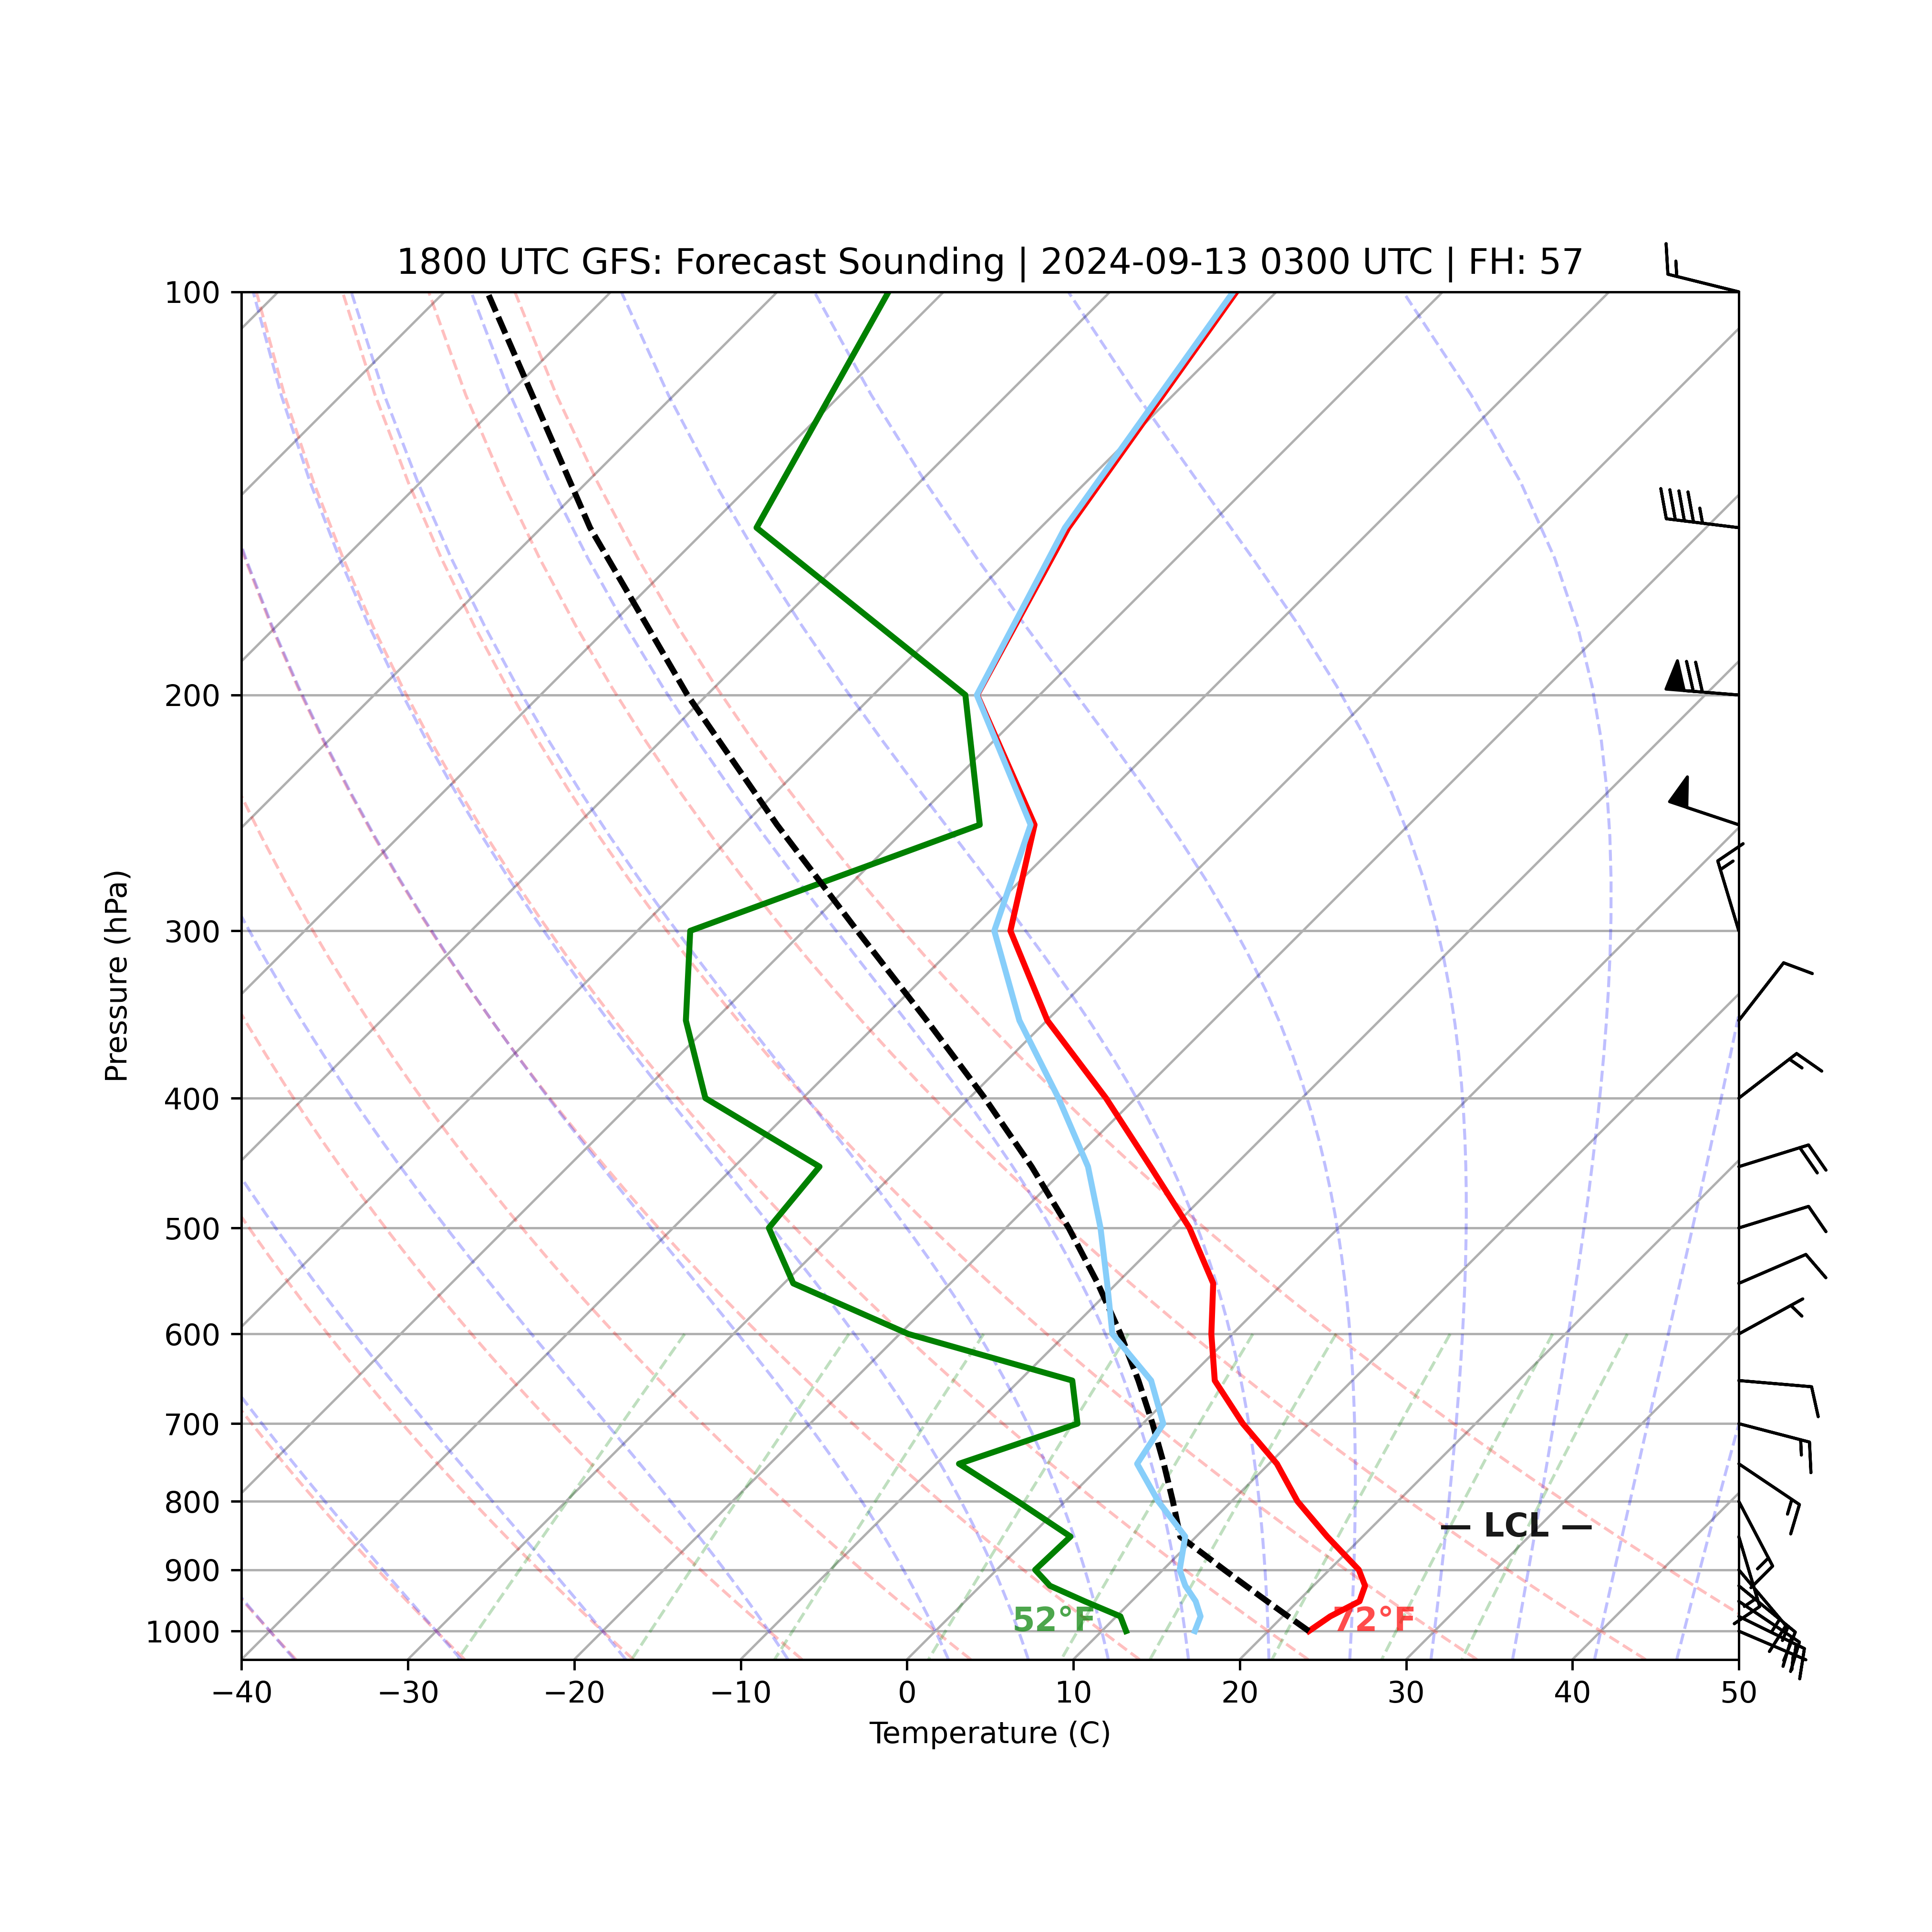 1800 UTC GFS: Forecast Sounding | 2024-09-13 0300 UTC | FH: 57
100
200
300
400
500
600
700
800
900
1000
Pressure (hPa)
— LCL —
52°F
72°F
−40 −30 −20 −10 0 10 20 30 40 50
Temperature (C)